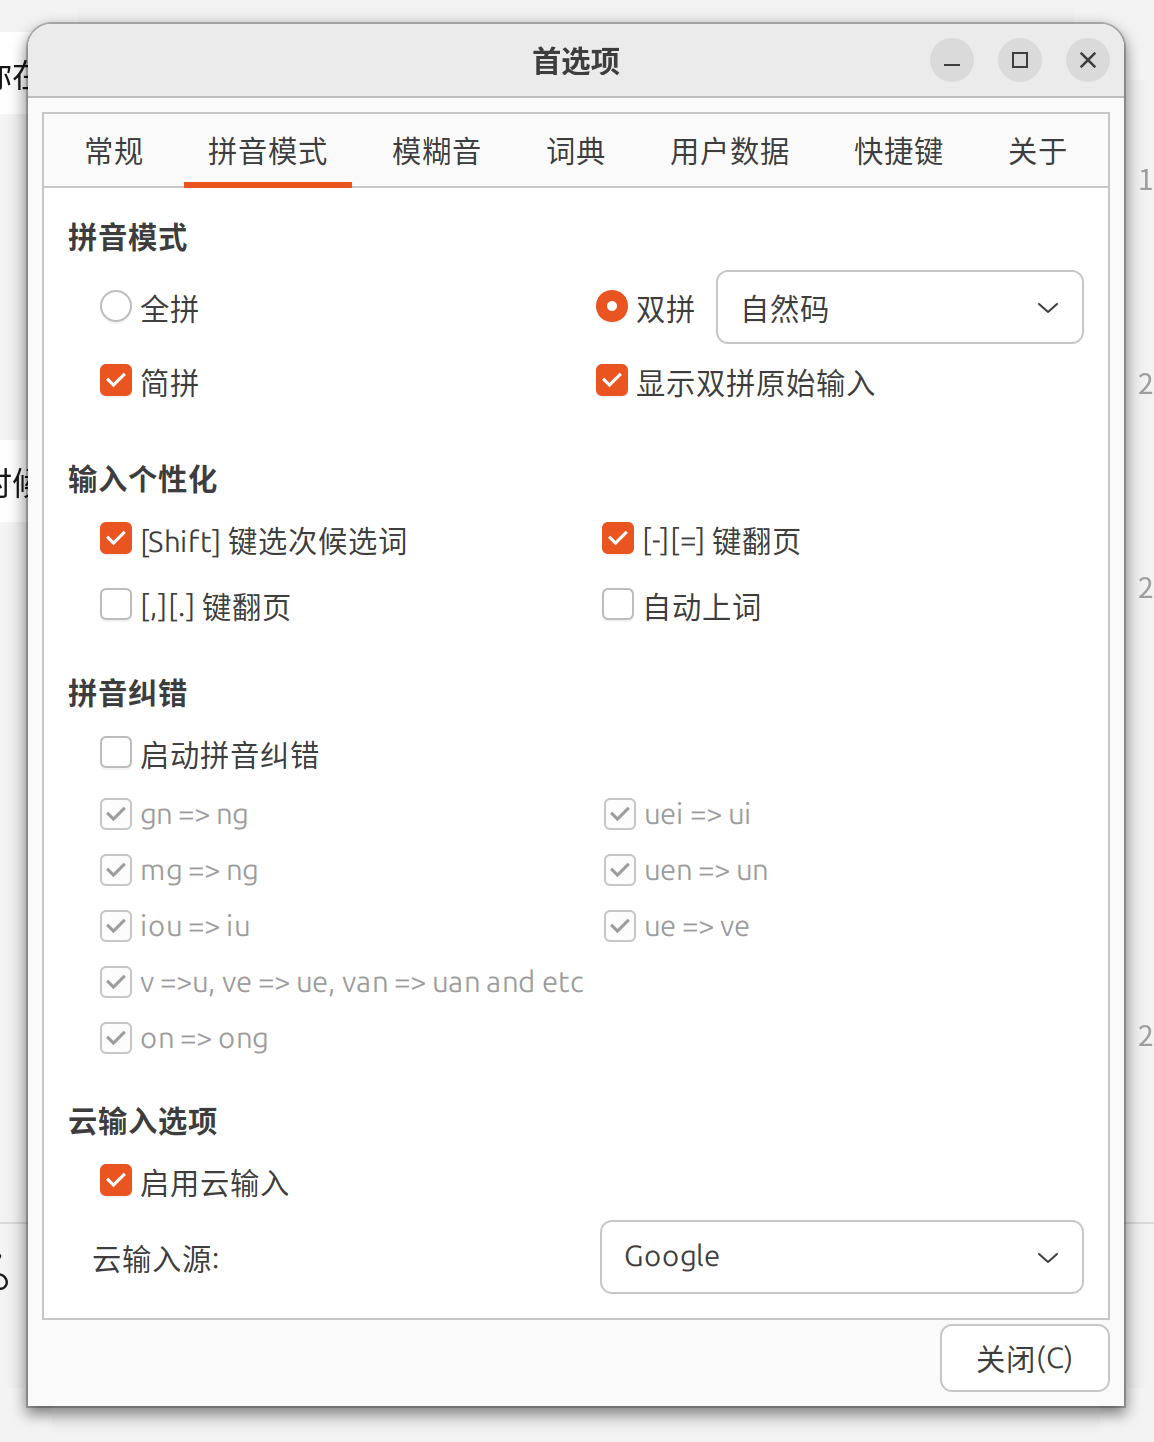 首选项
常规 拼音模式 模糊音 词典 用户数据 快捷键 关于
拼音模式
全拼 双拼 自然码
简拼 显示双拼原始输入
输入个性化
[Shift] 键选次候选词 [-][=] 键翻页
[,][.] 键翻页 自动上词
拼音纠错
启动拼音纠错
gn => ng uei => ui
mg => ng uen => un
iou => iu ue => ve
v =>u, ve => ue, van => uan and etc
on => ong
云输入选项
启用云输入
云输入源: Google
关闭(C)